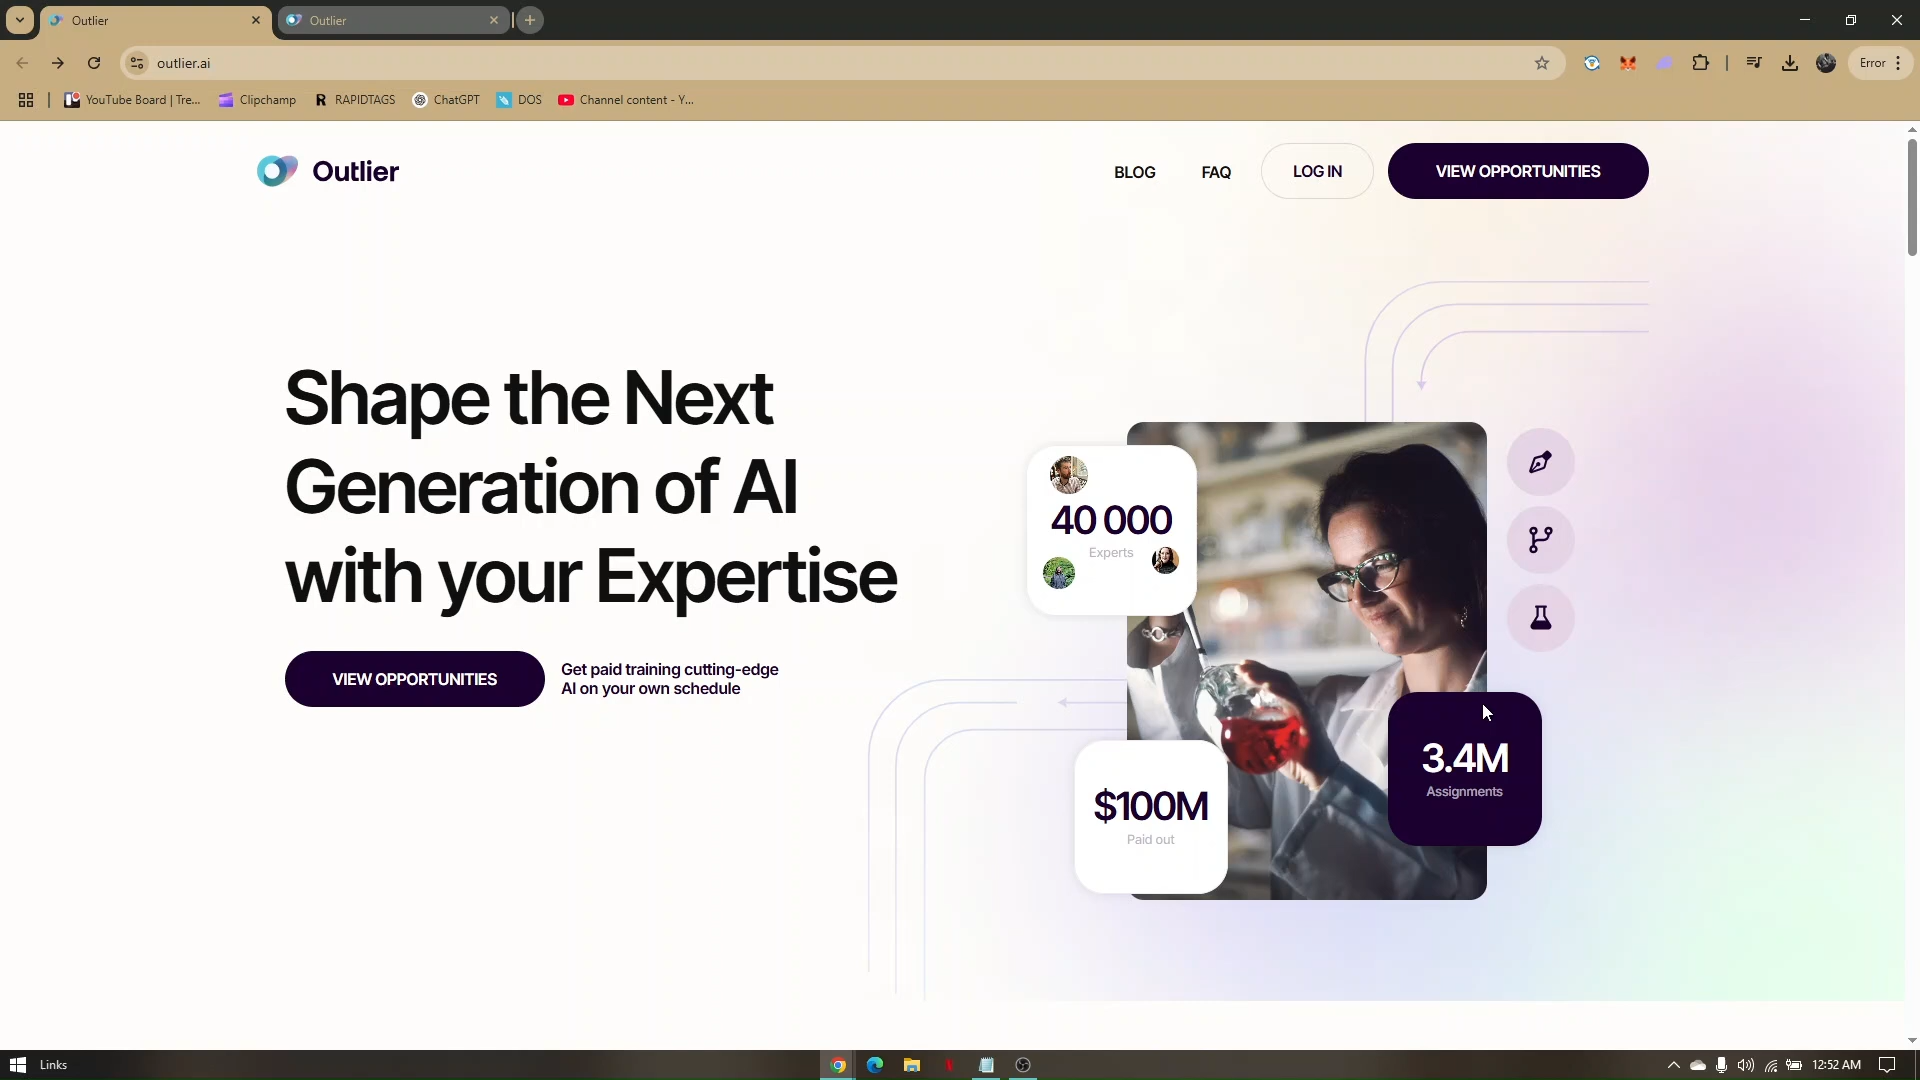 Outlier
Outlier
outlier.ai
Error
YouTube Board | Tre...
Clipchamp
RAPIDTAGS
ChatGPT
DOS
Channel content - Y...
Outlier
BLOG
FAQ
LOG IN
VIEW OPPORTUNITIES
Shape the Next
Generation of AI
with your Expertise
VIEW OPPORTUNITIES
Get paid training cutting-edge
AI on your own schedule
40 000
Experts
3.4M
Assignments
$100M
Paid out
Links
12:52 AM